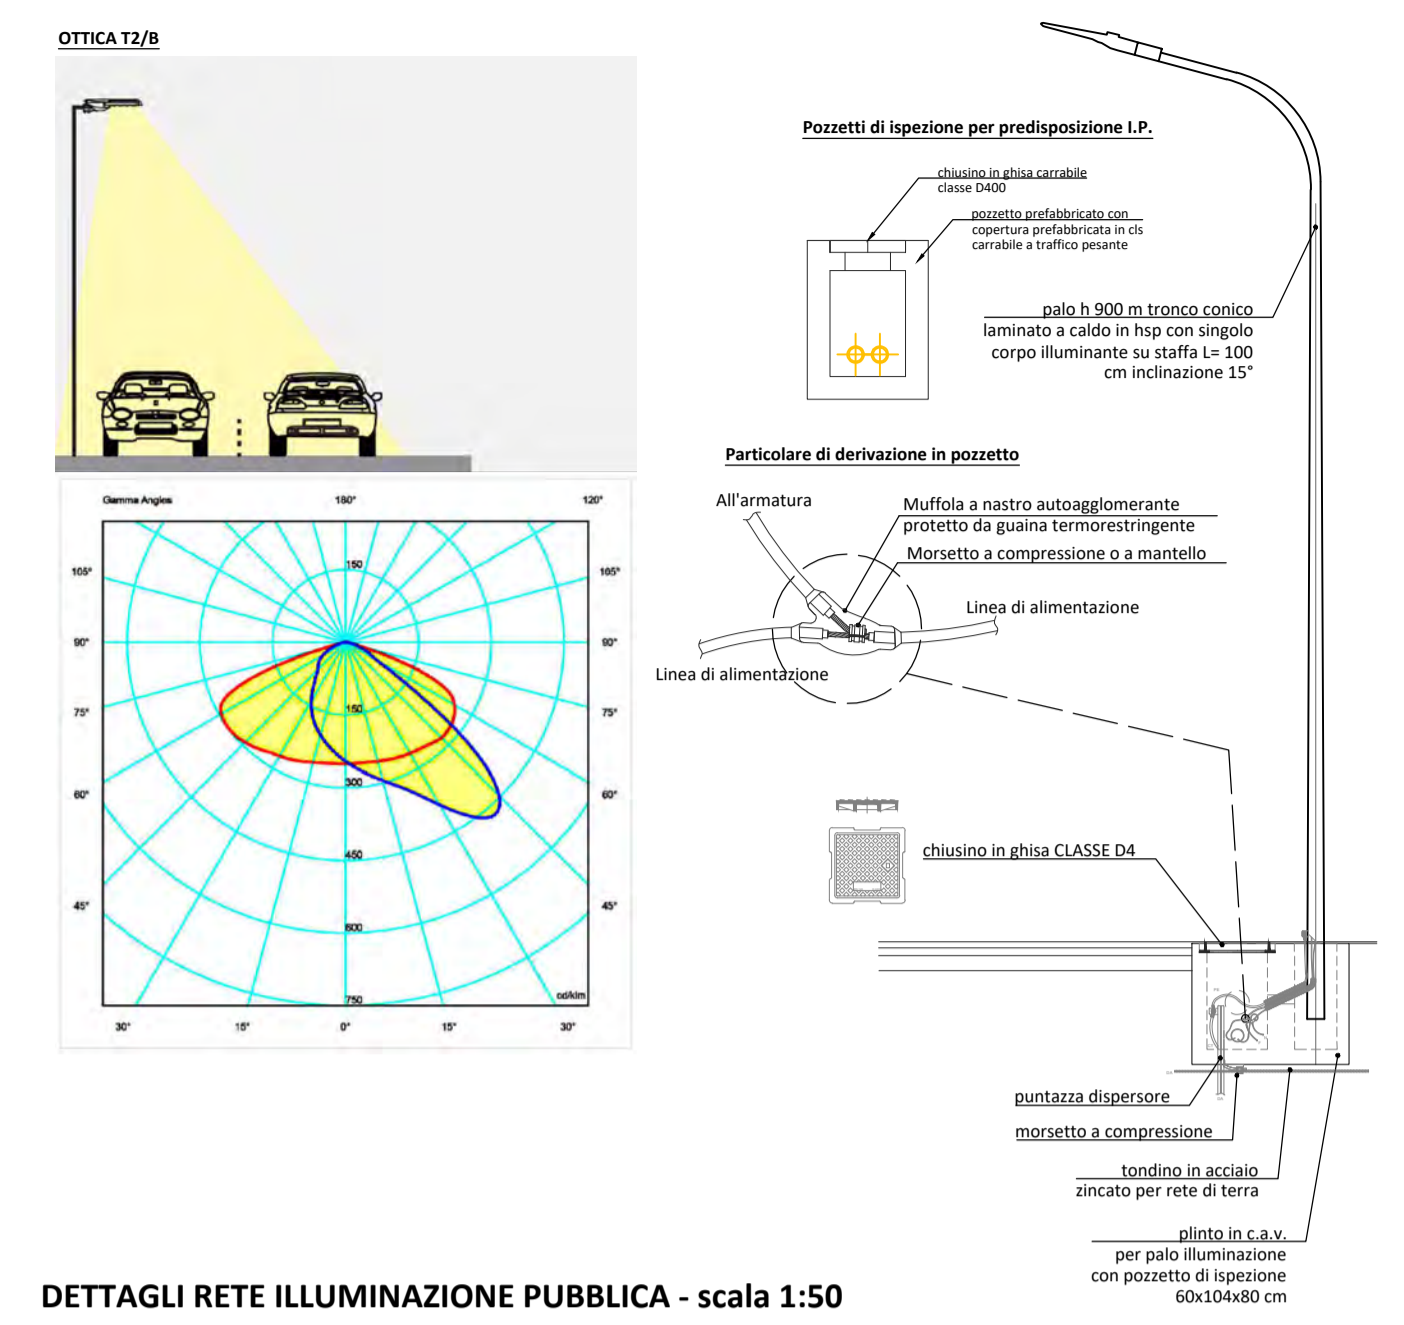 OTTICA T2/B
Gamma Angles
180°
120°
105°
105°
90°
90°
75°
75°
60°
60°
45°
45°
30°
15°
0°
15°
30°
150
150
300
450
600
750
cd/klm
Pozzetti di ispezione per predisposizione I.P.
chiusino in ghisa carrabile
classe D400
pozzetto prefabbricato con
copertura prefabbricata in cls
carrabile a traffico pesante
palo h 900 m tronco conico
laminato a caldo in hsp con singolo
corpo illuminante su staffa L= 100
cm inclinazione 15°
Particolare di derivazione in pozzetto
All'armatura
Muffola a nastro autoagglomerante
protetto da guaina termorestringente
Morsetto a compressione o a mantello
Linea di alimentazione
Linea di alimentazione
chiusino in ghisa CLASSE D4
puntazza dispersore
morsetto a compressione
tondino in acciaio
zincato per rete di terra
plinto in c.a.v.
per palo illuminazione
con pozzetto di ispezione
60x104x80 cm
DETTAGLI RETE ILLUMINAZIONE PUBBLICA - scala 1:50